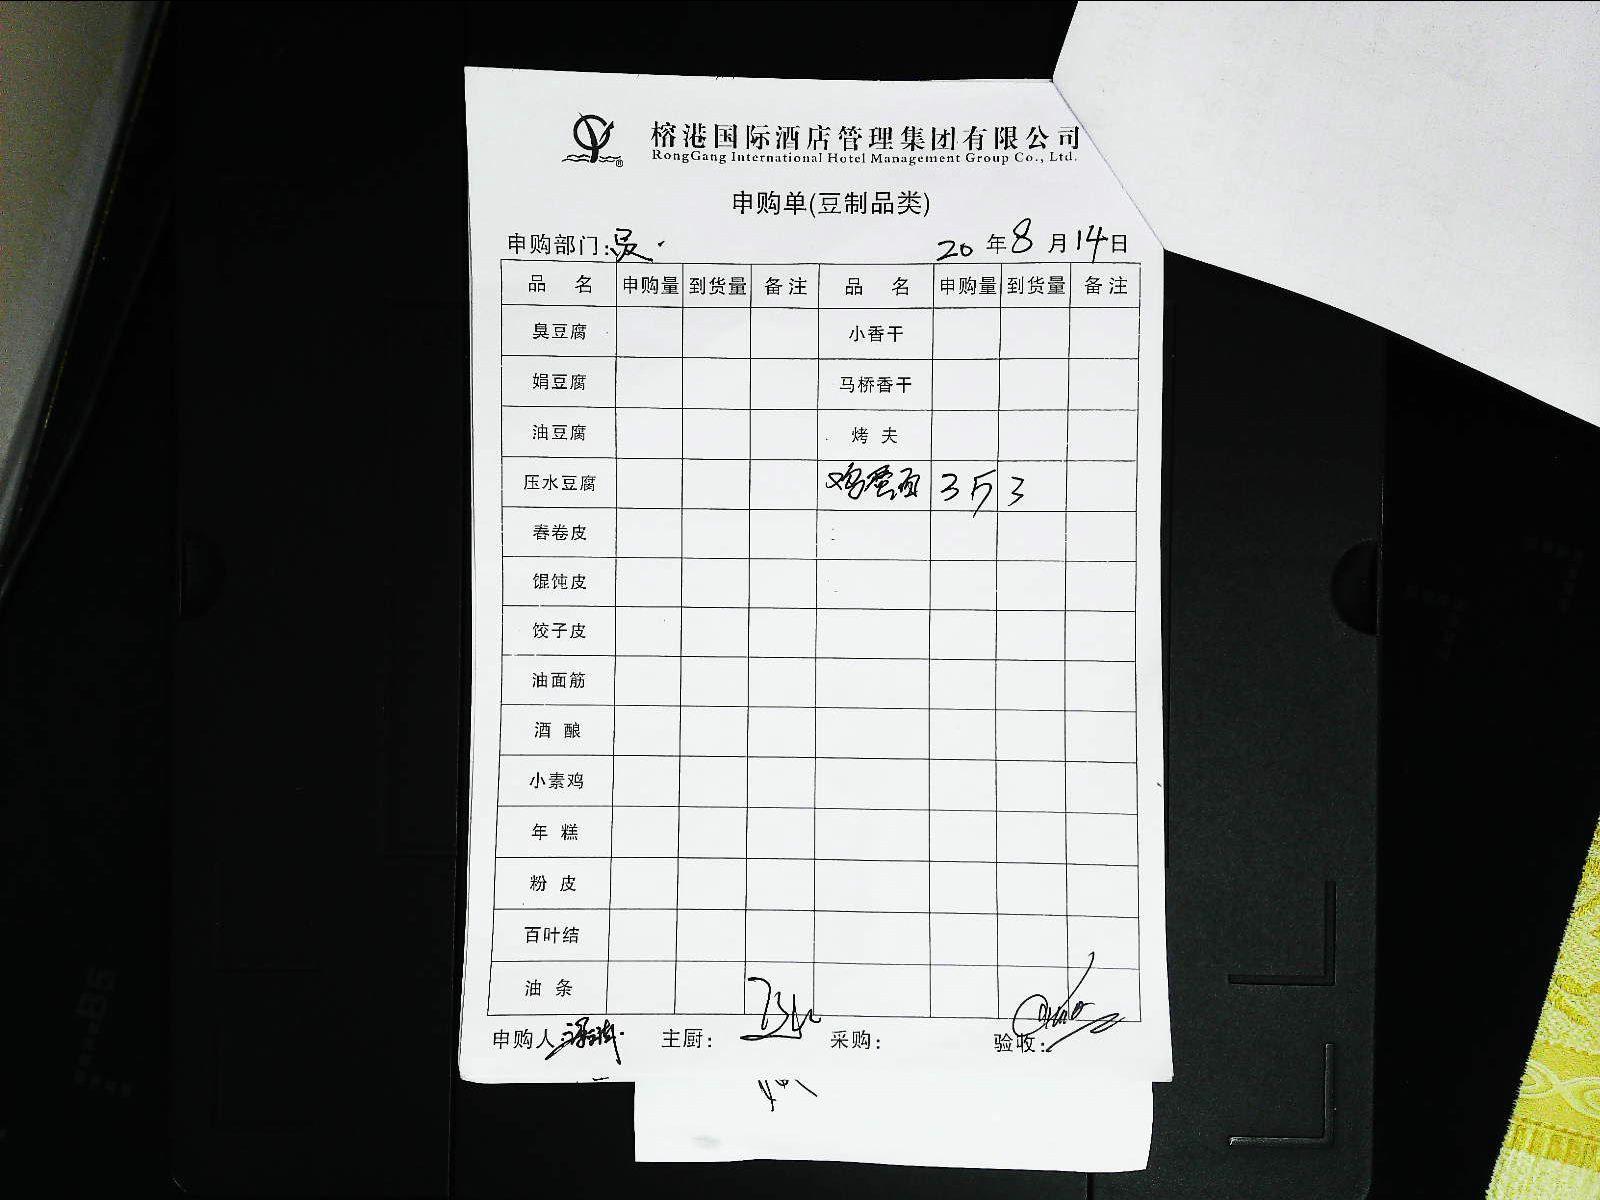 榕港国际酒店管理集团有限公司
RongGang International Hotel Management Group Co., Ltd.
申购单(豆制品类)
申购部门: 20年8月14日
品名 申购量 到货量 备注 品名 申购量 到货量 备注
臭豆腐 小香干
娟豆腐 马桥香干
油豆腐 烤夫
压水豆腐 鸡蛋面 3斤 3
春卷皮
馄饨皮
饺子皮
油面筋
酒酿
小素鸡
年糕
粉皮
百叶结
油条
申购人: 主厨: 采购: 验收: